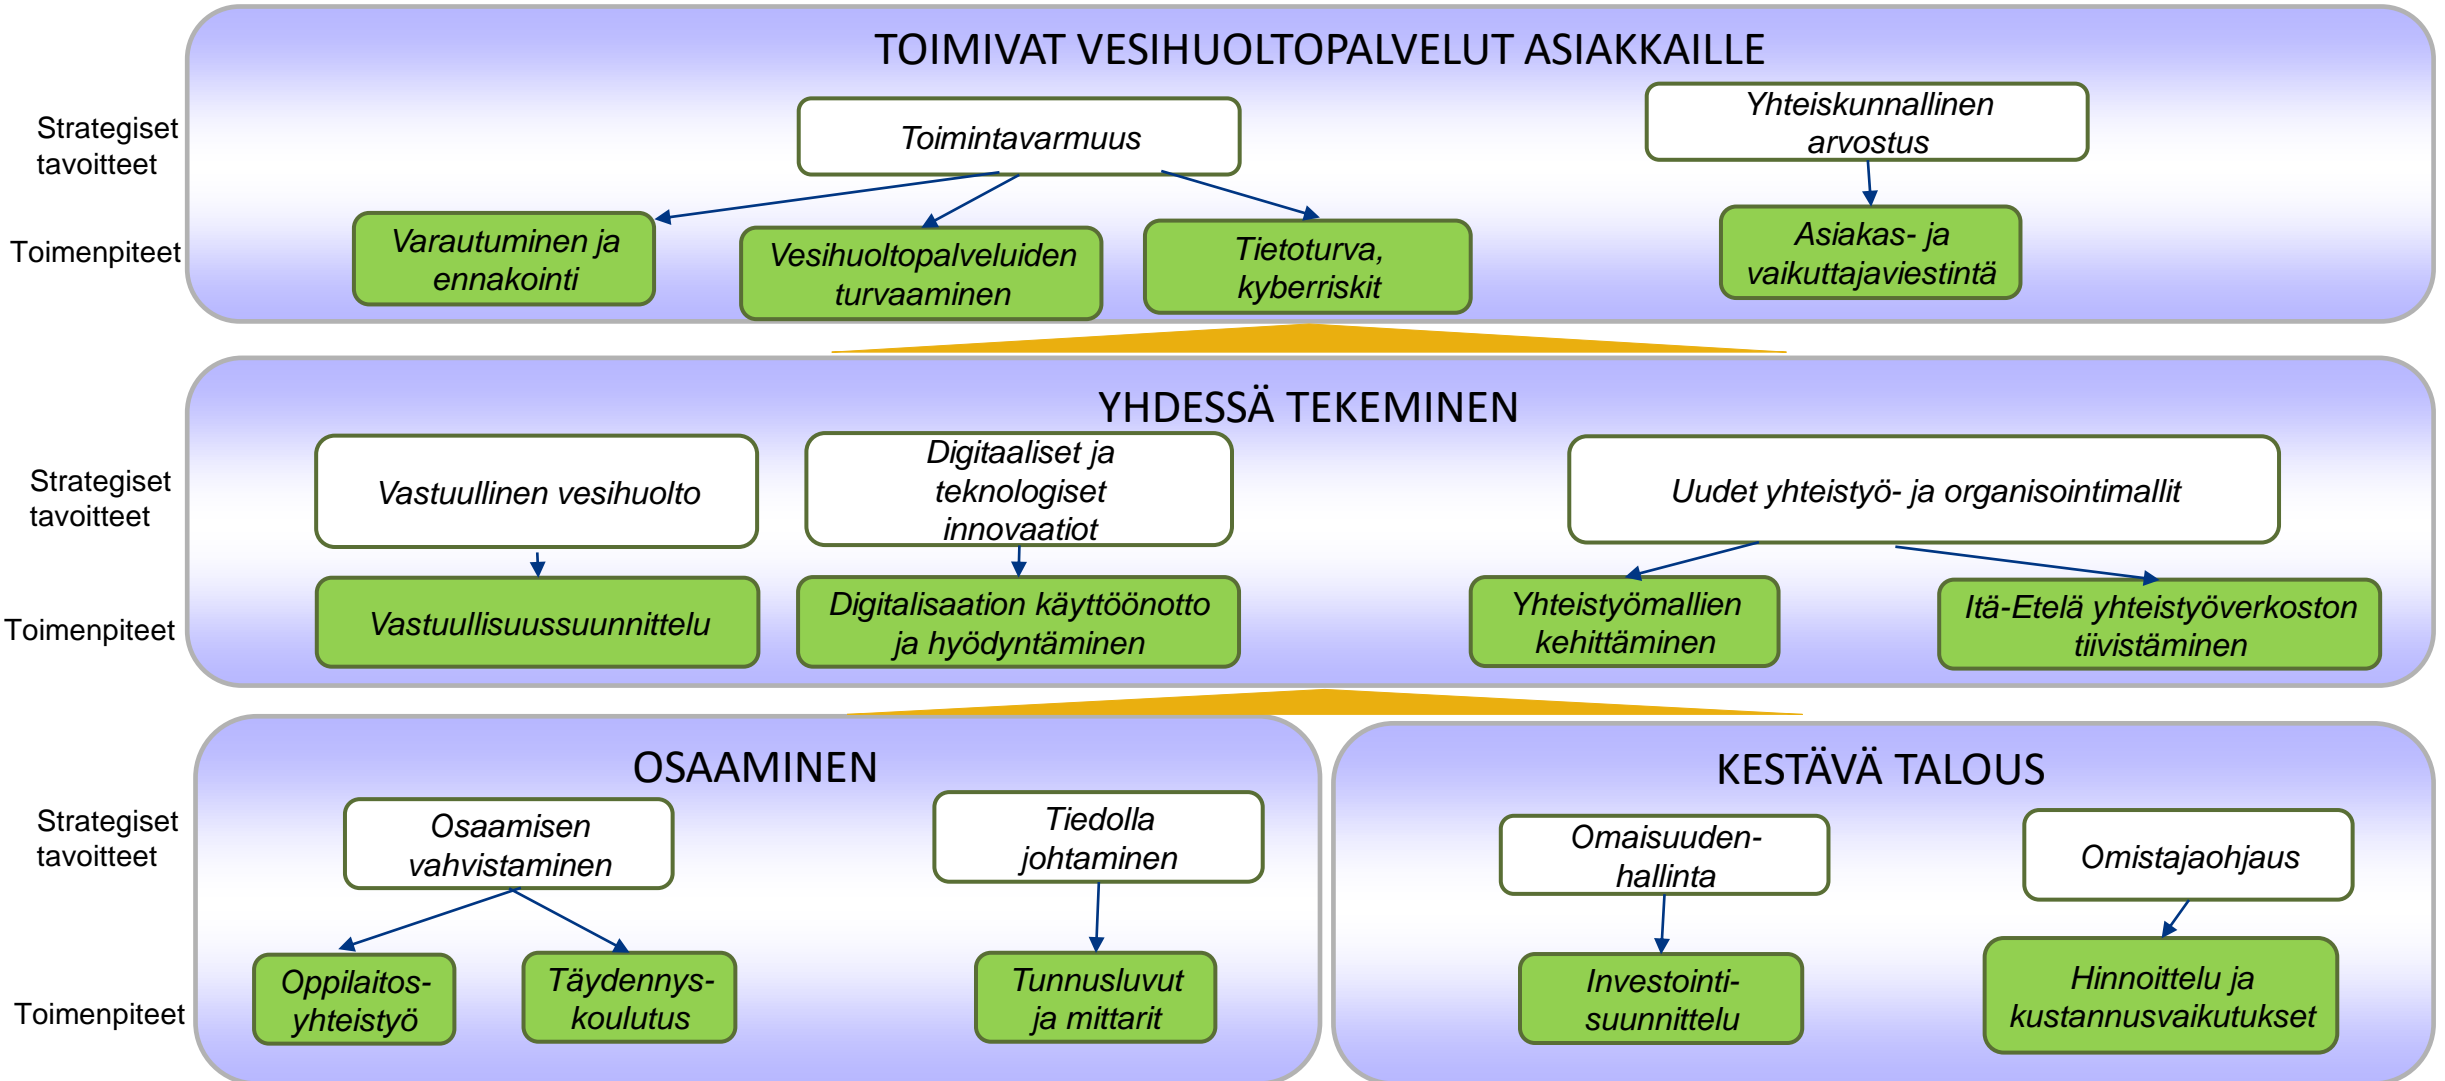 TOIMIVAT VESIHUOLTOPALVELUT ASIAKKAILLE
Strategiset
tavoitteet
Toimintavarmuus
Yhteiskunnallinen
arvostus
Toimenpiteet
Varautuminen ja
ennakointi
Vesihuoltopalveluiden
turvaaminen
Tietoturva,
kyberriskit
Asiakas- ja
vaikuttajaviestintä
YHDESSÄ TEKEMINEN
Strategiset
tavoitteet
Vastuullinen vesihuolto
Digitaaliset ja
teknologiset
innovaatiot
Uudet yhteistyö- ja organisointimallit
Toimenpiteet
Vastuullisuussuunnittelu
Digitalisaation käyttöönotto
ja hyödyntäminen
Yhteistyömallien
kehittäminen
Itä-Etelä yhteistyöverkoston
tiivistäminen
OSAAMINEN
KESTÄVÄ TALOUS
Strategiset
tavoitteet
Osaamisen
vahvistaminen
Tiedolla
johtaminen
Omaisuuden-
hallinta
Omistajaohjaus
Toimenpiteet
Oppilaitos-
yhteistyö
Täydennys-
koulutus
Tunnusluvut
ja mittarit
Investointi-
suunnittelu
Hinnoittelu ja
kustannusvaikutukset